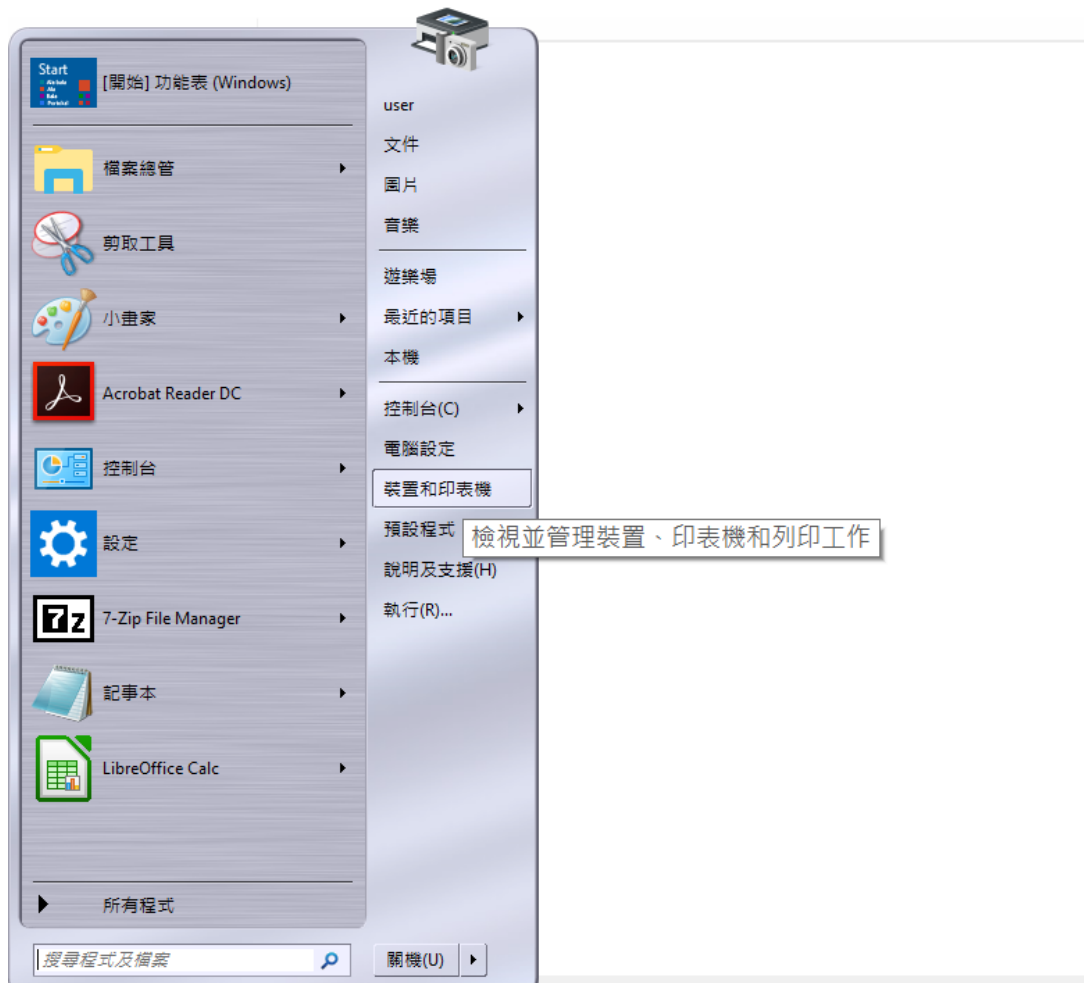 Start
[開始] 功能表 (Windows)
檔案總管
剪取工具
小畫家
Acrobat Reader DC
控制台
設定
7-Zip File Manager
記事本
LibreOffice Calc
所有程式
搜尋程式及檔案
user
文件
圖片
音樂
遊樂場
最近的項目
本機
控制台(C)
電腦設定
裝置和印表機
預設程式
檢視並管理裝置、印表機和列印工作
說明及支援(H)
執行(R)...
關機(U)